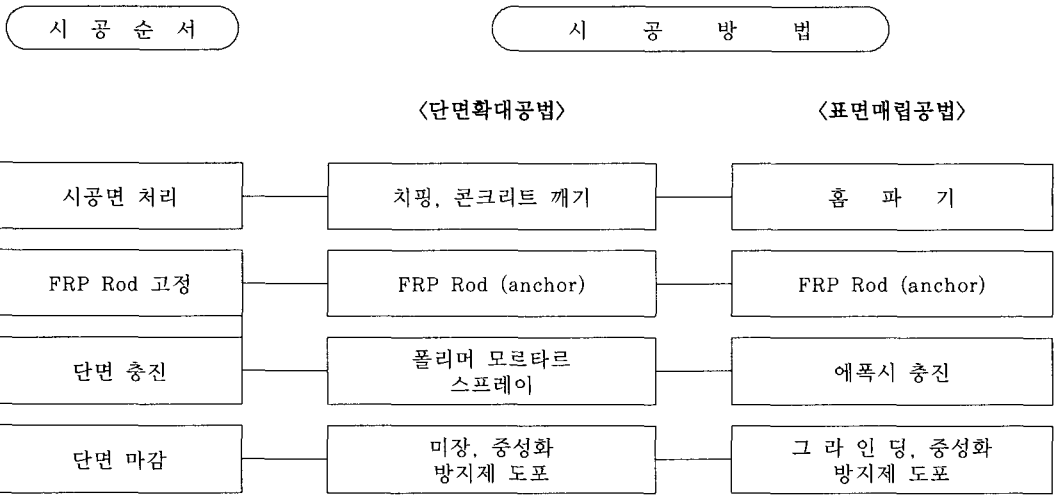 시 공 순 서
시 공 방 법
<단면확대공법>
<표면매립공법>
시공면 처리
치핑, 콘크리트 깨기
홈 파 기
FRP Rod 고정
FRP Rod (anchor)
FRP Rod (anchor)
단면 충진
폴리머 모르타르
스프레이
에폭시 충진
단면 마감
미장, 중성화
방지제 도포
그 라 인 딩, 중성화
방지제 도포